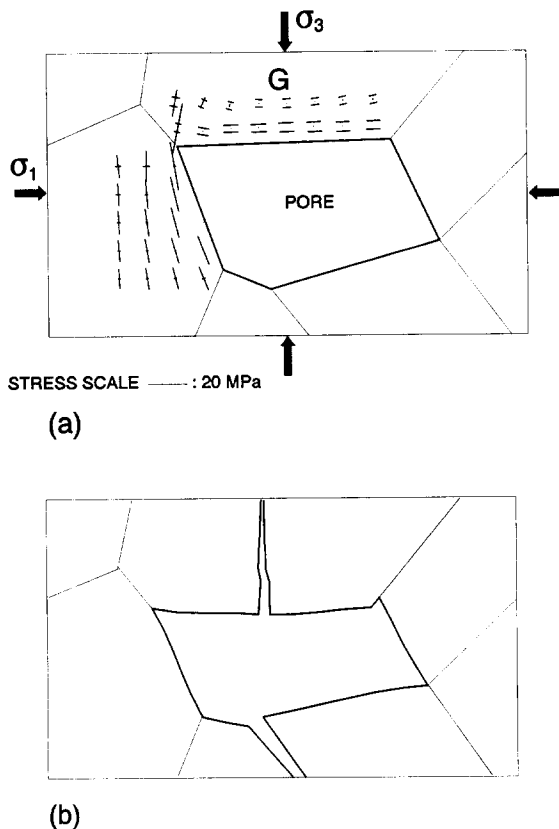 σ3
G
σ1
PORE
STRESS SCALE —— : 20 MPa
(a)
(b)